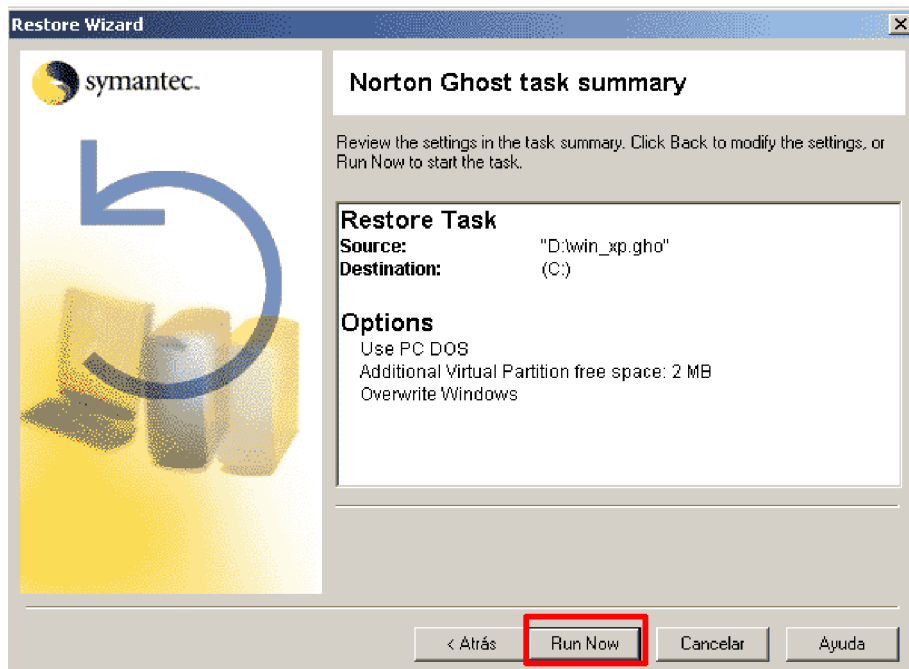 Restore Wizard
symantec.
Norton Ghost task summary
Review the settings in the task summary. Click Back to modify the settings, or
Run Now to start the task.
Restore Task
Source: "D:\win_xp.gho"
Destination: (C:)
Options
Use PC DOS
Additional Virtual Partition free space: 2 MB
Overwrite Windows
< Atrás Run Now Cancelar Ayuda